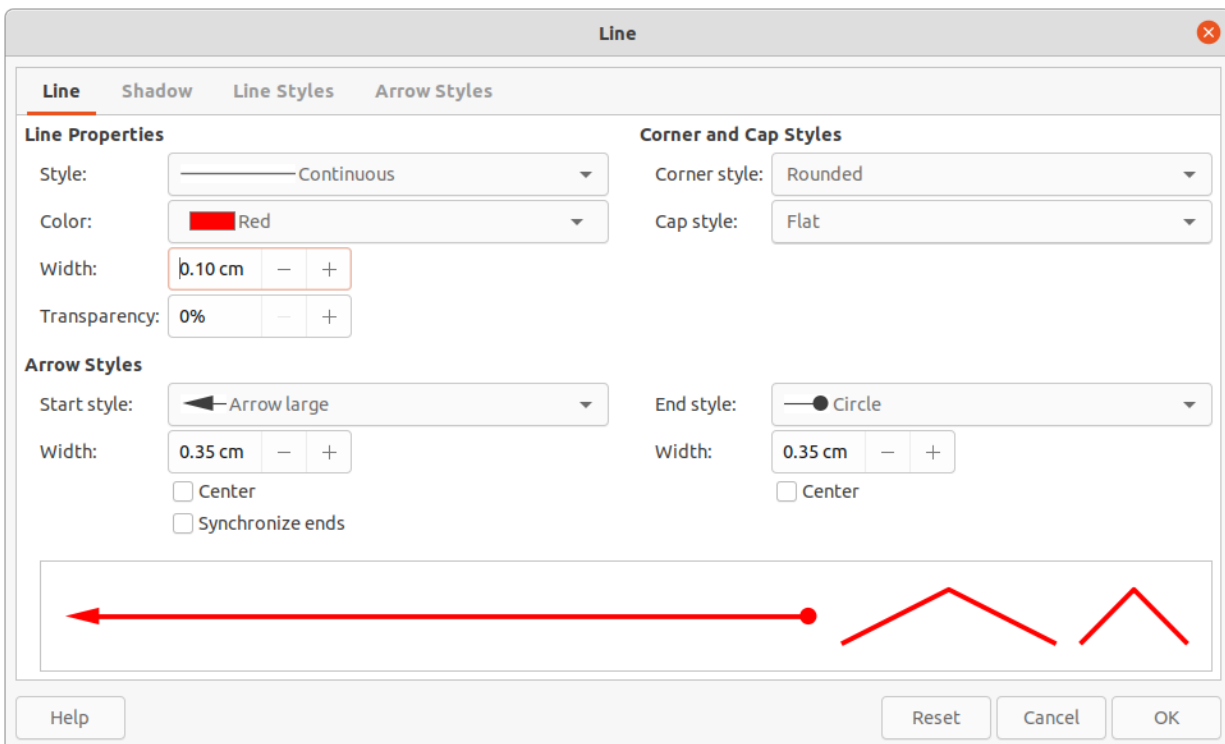 Line
Line Shadow Line Styles Arrow Styles
Line Properties
Style: Continuous
Color: Red
Width: 0.10 cm
Transparency: 0%
Corner and Cap Styles
Corner style: Rounded
Cap style: Flat
Arrow Styles
Start style: Arrow large
Width: 0.35 cm
Center
Synchronize ends
End style: Circle
Width: 0.35 cm
Center
Help Reset Cancel OK